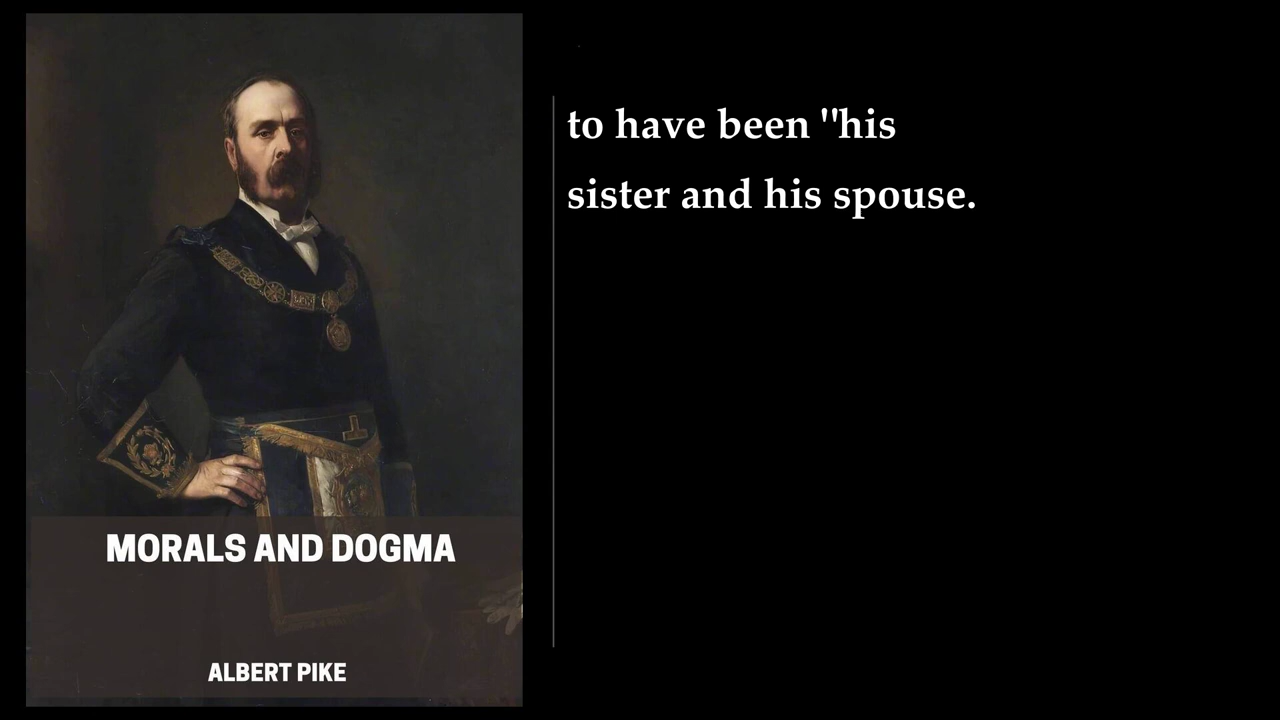 to have been "his
sister and his spouse.
MORALS AND DOGMA
ALBERT PIKE